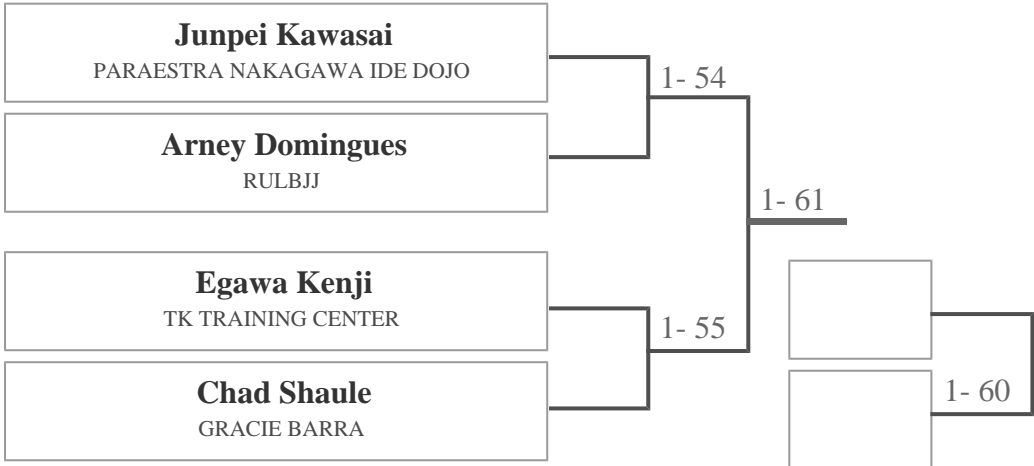 Junpei Kawasai
PARAESTRA NAKAGAWA IDE DOJO
1- 54
Arney Domingues
RULBJJ
1- 61
Egawa Kenji
TK TRAINING CENTER
1- 55
Chad Shaule
GRACIE BARRA
1- 60